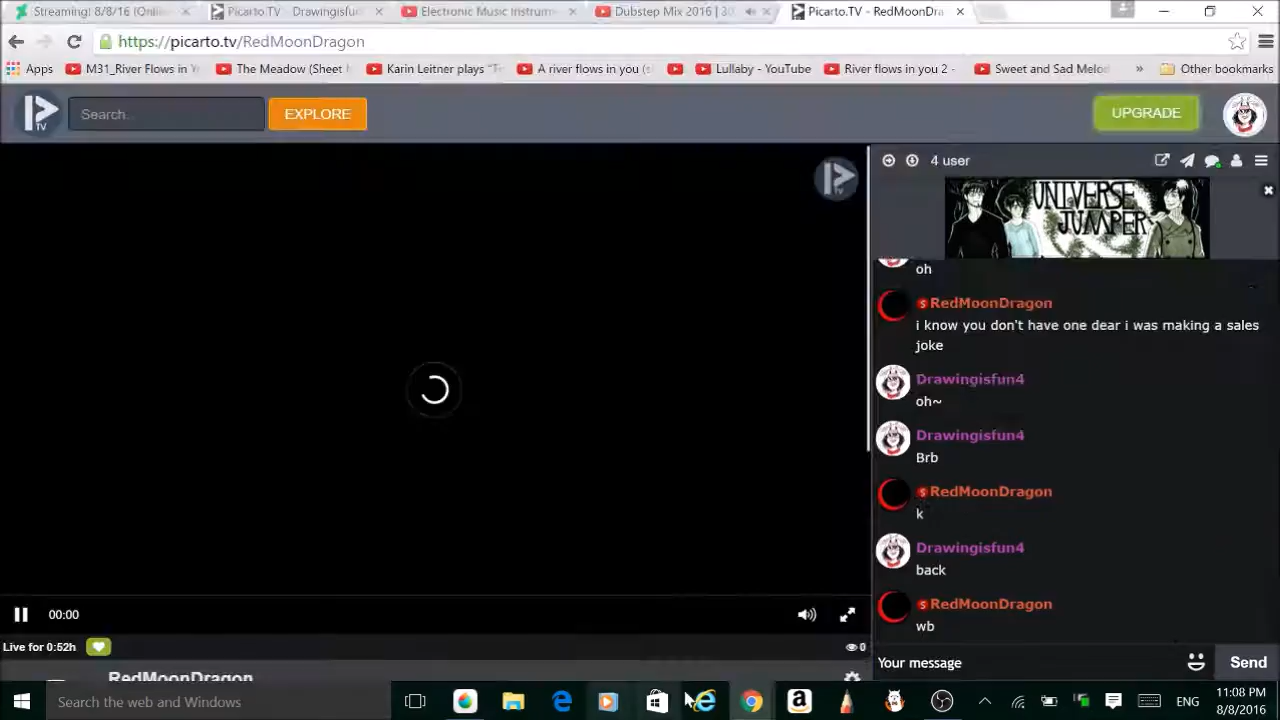 Streaming! 8/8/16 (Onlin
Picarto.TV - Drawingisfu
Electronic Music Instrum
Dubstep Mix 2016 | 30
Picarto.TV - RedMoonDra
https://picarto.tv/RedMoonDragon
Apps
M31_River Flows in Y
The Meadow (Sheet
Karin Leitner plays "T
A river flows in you (s
Lullaby - YouTube
River flows in you 2 -
Sweet and Sad Melod
»
Other bookmarks
TV
Search...
EXPLORE
UPGRADE
TV
4 user
UNIVERSE
JUMPER
oh
RedMoonDragon
i know you don't have one dear i was making a sales
joke
Drawingisfun4
oh~
Drawingisfun4
Brb
RedMoonDragon
k
Drawingisfun4
back
RedMoonDragon
wb
00:00
Live for 0:52h
0
RedMoonDragon
Your message
Send
Search the web and Windows
ENG
11:08 PM
8/8/2016